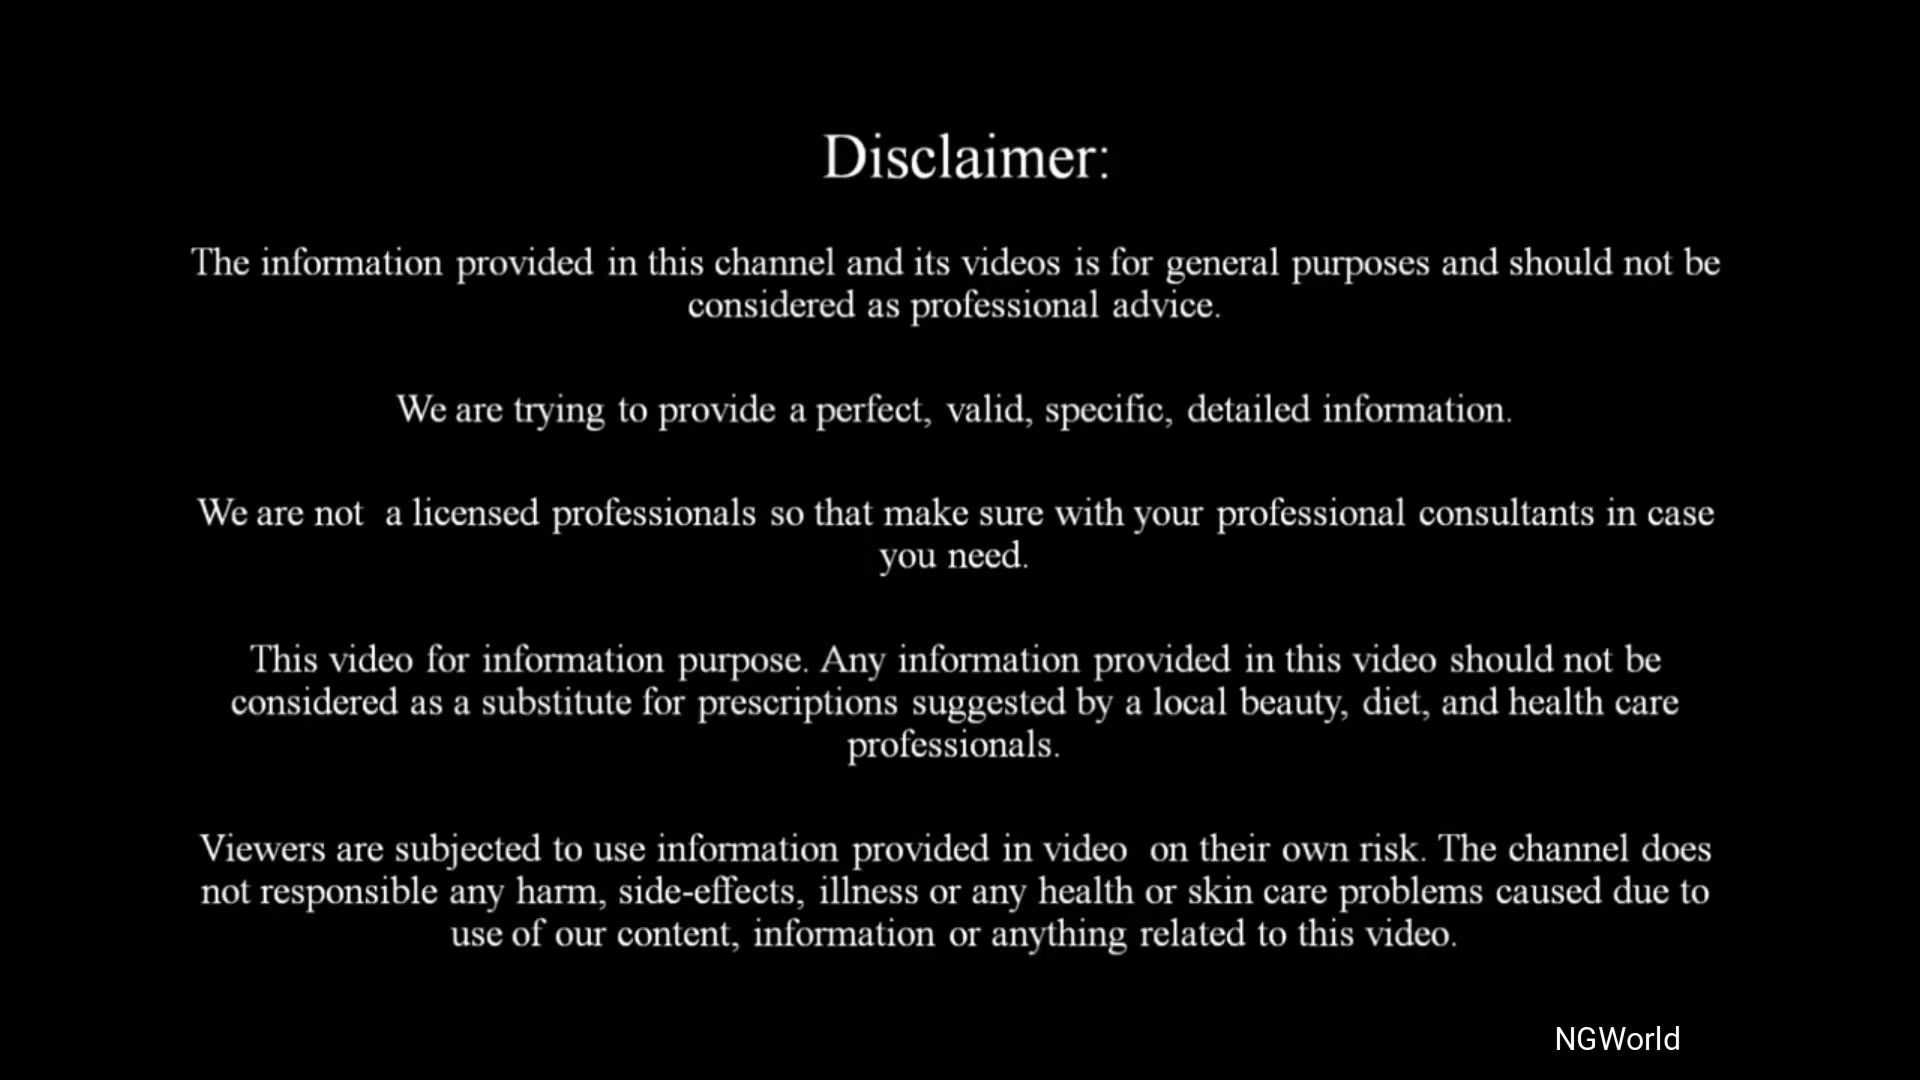 Disclaimer:
The information provided in this channel and its videos is for general purposes and should not be
considered as professional advice.
We are trying to provide a perfect, valid, specific, detailed information.
We are not  a licensed professionals so that make sure with your professional consultants in case
you need.
This video for information purpose. Any information provided in this video should not be
considered as a substitute for prescriptions suggested by a local beauty, diet, and health care
professionals.
Viewers are subjected to use information provided in video  on their own risk. The channel does
not responsible any harm, side-effects, illness or any health or skin care problems caused due to
use of our content, information or anything related to this video.
NGWorld